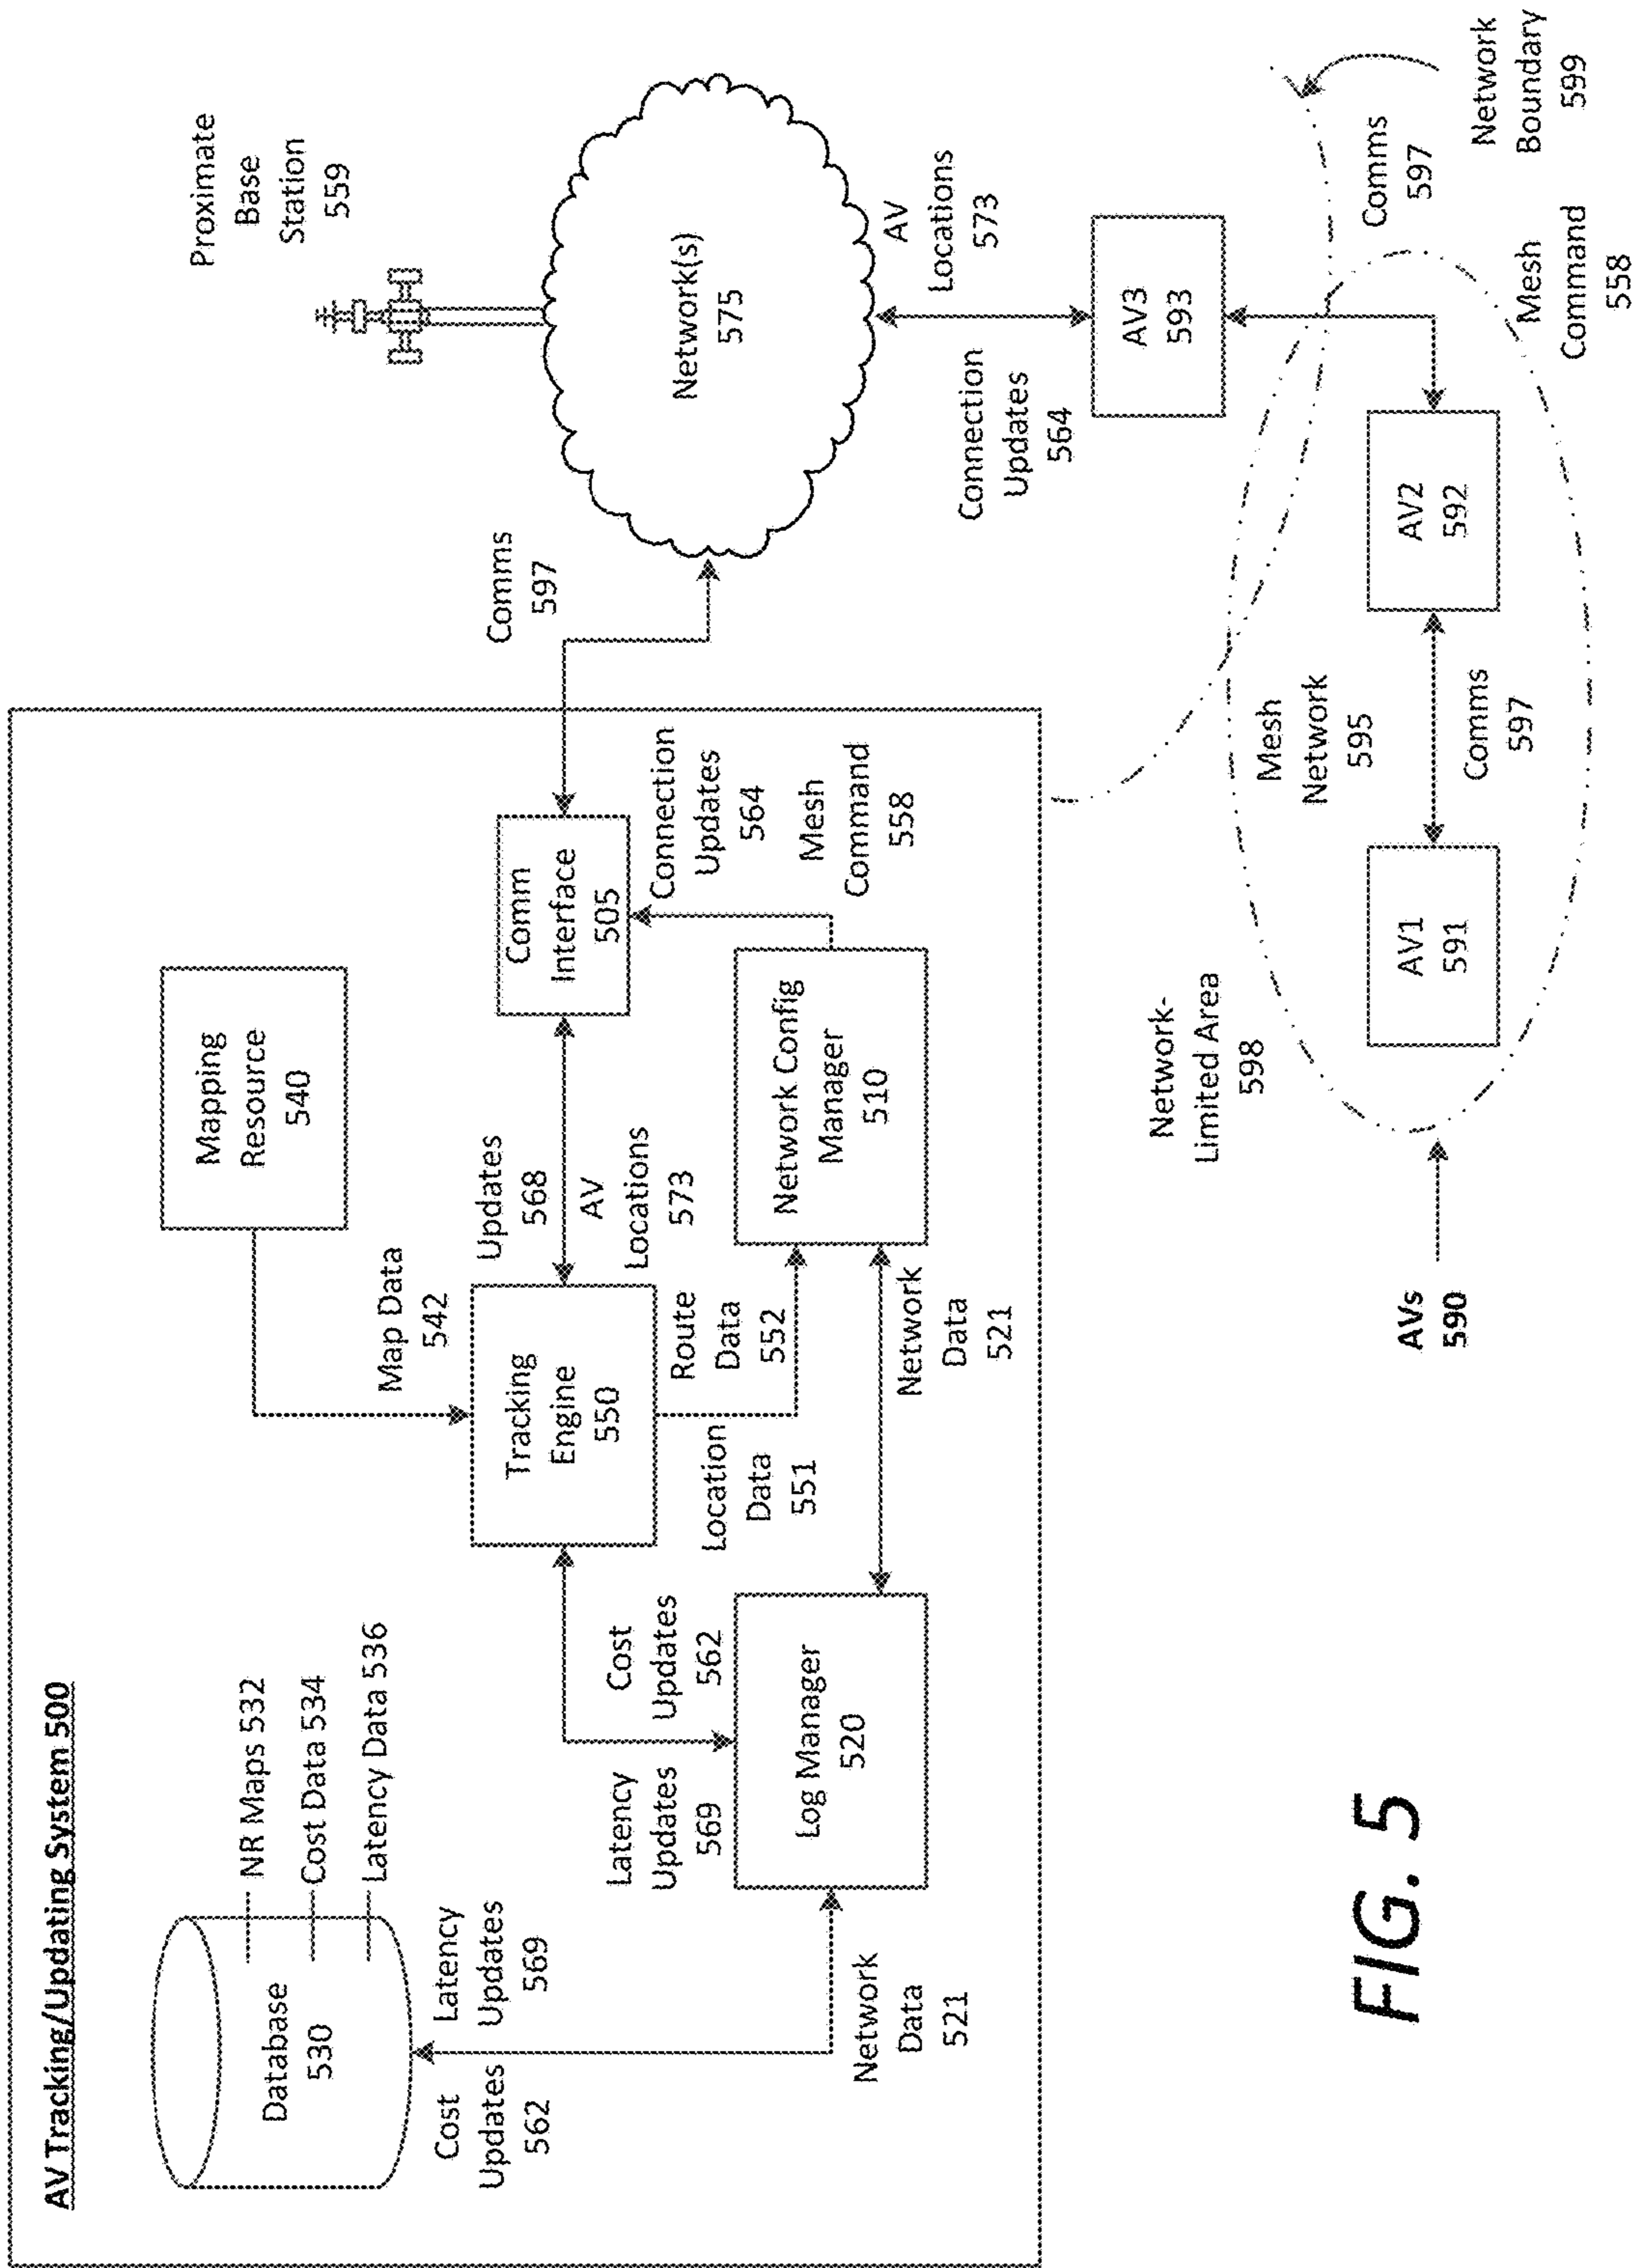 AV Tracking/Updating System 500
Database
530
NR Maps 532
Cost Data 534
Latency Data 536
Cost
Updates
562
Latency
Updates
569
Network
Data
521
Log Manager
520
Latency
Updates
569
Cost
Updates
562
Tracking
Engine
550
Map Data
542
Mapping
Resource
540
Location
Data
551
Route
Data
552
Network
Data
521
Updates
568
AV
Locations
573
Network Config
Manager
510
Comm
Interface
505
Connection
Updates
564
Mesh
Command
558
Comms
597
Proximate
Base
Station
559
Network(s)
575
Connection
Updates
564
AV
Locations
573
AV3
593
Comms
597
Network
Boundary
599
Mesh
Command
558
Network-
Limited Area
598
Mesh
Network
595
AV1
591
Comms
597
AV2
592
AVs
590
FIG. 5